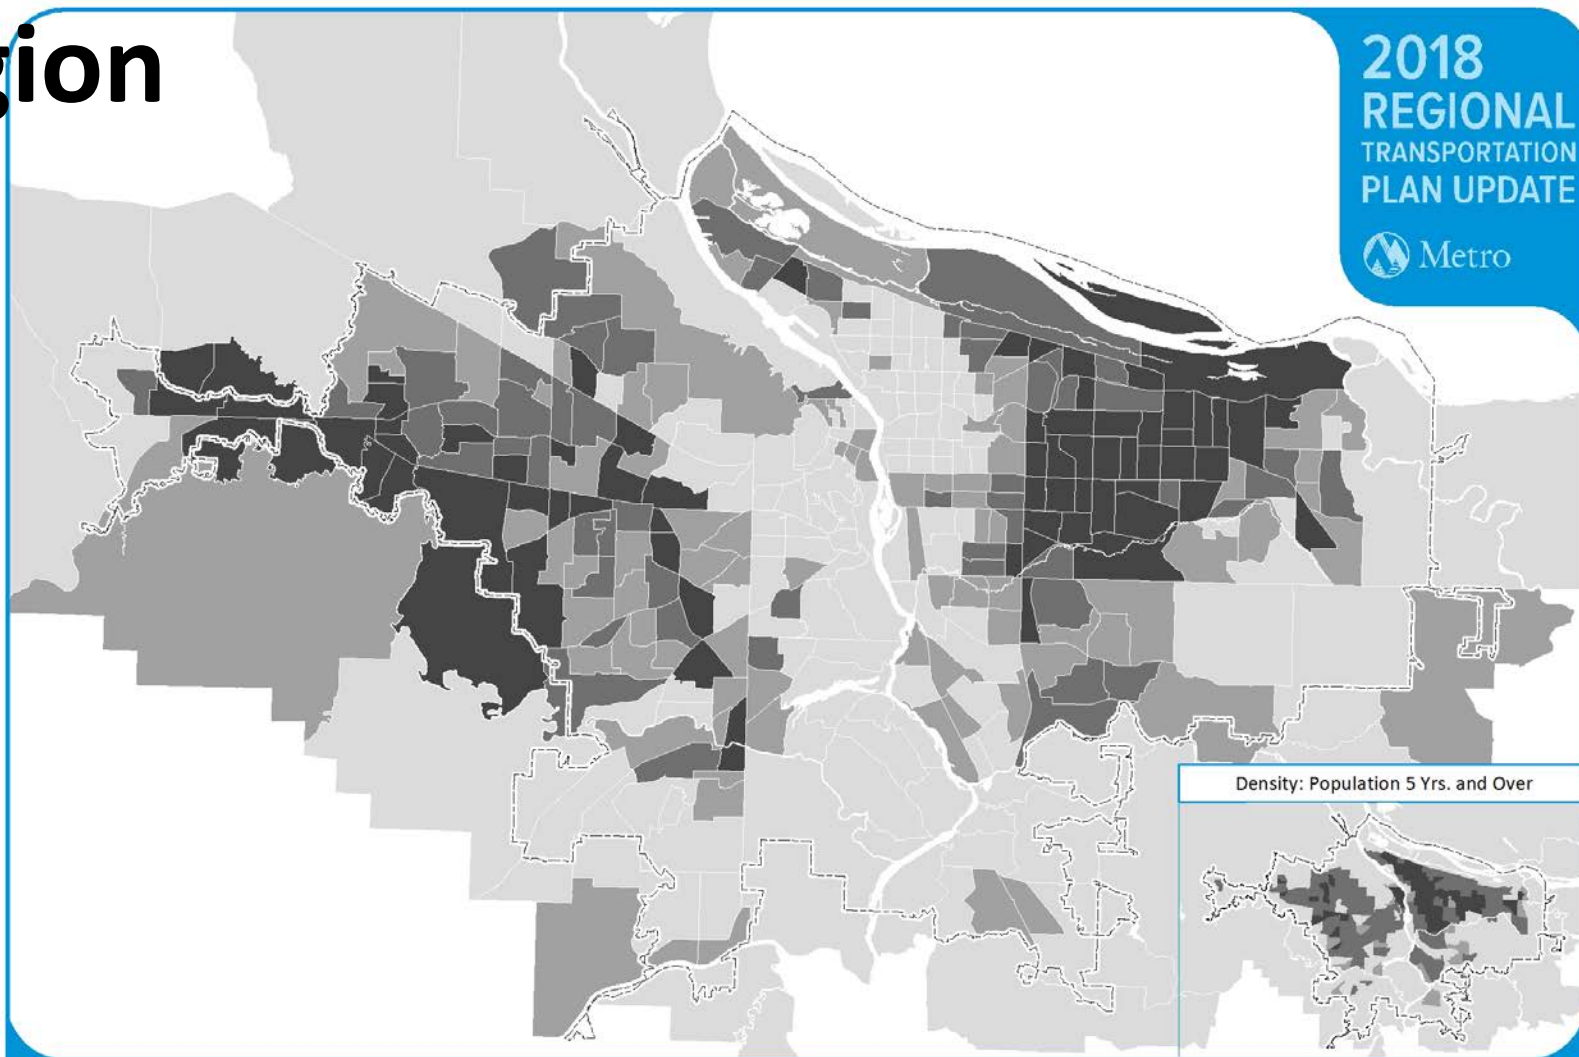 gion
2018
REGIONAL
TRANSPORTATION
PLAN UPDATE
Metro
Density: Population 5 Yrs. and Over